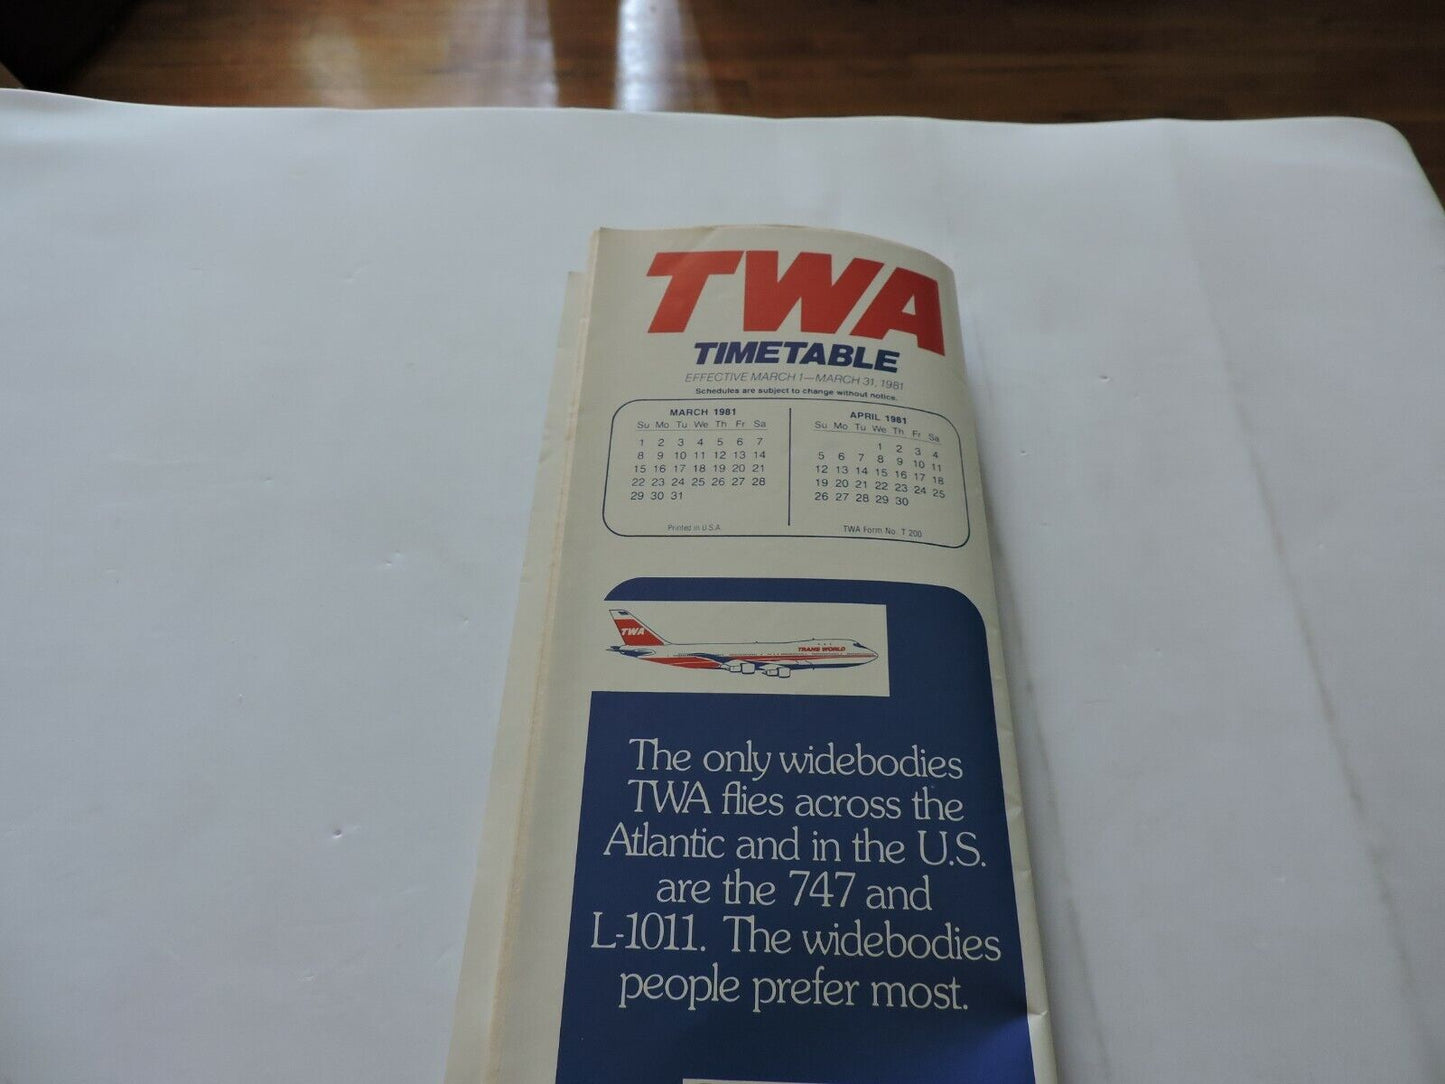 TWA
TIMETABLE
EFFECTIVE MARCH 1—MARCH 31, 1981
Schedules are subject to change without notice.
MARCH 1981
Su Mo Tu We Th Fr Sa
1 2 3 4 5 6 7
8 9 10 11 12 13 14
15 16 17 18 19 20 21
22 23 24 25 26 27 28
29 30 31
Printed in U.S.A.
APRIL 1981
Su Mo Tu We Th Fr Sa
1 2 3 4
5 6 7 8 9 10 11
12 13 14 15 16 17 18
19 20 21 22 23 24 25
26 27 28 29 30
TWA Form No. T 200
TWA
TRANS WORLD
The only widebodies
TWA flies across the
Atlantic and in the U.S.
are the 747 and
L-1011. The widebodies
people prefer most.